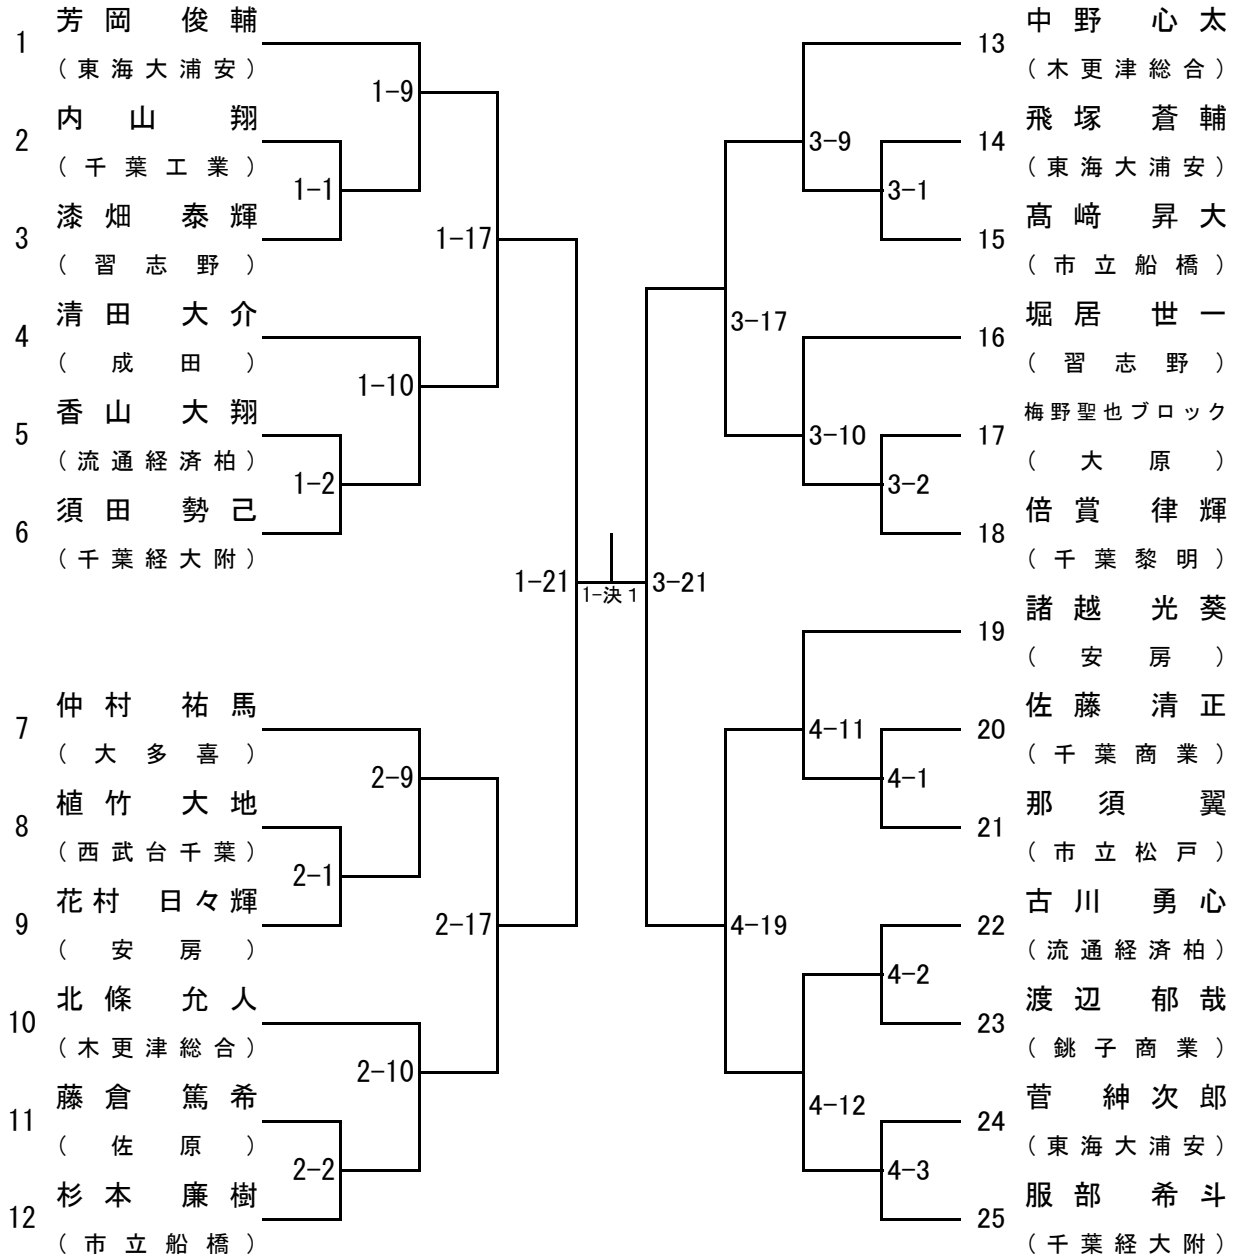 芳岡 俊輔
1
（東海大浦安）
1-9
内山 翔
2
（千葉工業）
1-1
漆畑 泰輝
3
（習志野）
1-17
清田 大介
4
（成田）
1-10
香山 大翔
5
（流通経済柏）
1-2
須田 勢己
6
（千葉経大附）
1-21
1-決1
3-21
仲村 祐馬
7
（大多喜）
2-9
植竹 大地
8
（西武台千葉）
2-1
花村 日々輝
9
（安房）
2-17
北條 允人
10
（木更津総合）
2-10
藤倉 篤希
11
（佐原）
2-2
杉本 廉樹
12
（市立船橋）
中野 心太
13
（木更津総合）
3-9
飛塚 蒼輔
14
（東海大浦安）
3-1
髙﨑 昇大
15
（市立船橋）
3-17
堀居 世一
16
（習志野）
3-10
梅野聖也ブロック
17
（大原）
3-2
倍賞 律輝
18
（千葉黎明）
諸越 光葵
19
（安房）
4-11
佐藤 清正
20
（千葉商業）
4-1
那須 翼
21
（市立松戸）
4-19
古川 勇心
22
（流通経済柏）
4-2
渡辺 郁哉
23
（銚子商業）
4-12
菅 紳次郎
24
（東海大浦安）
4-3
服部 希斗
25
（千葉経大附）